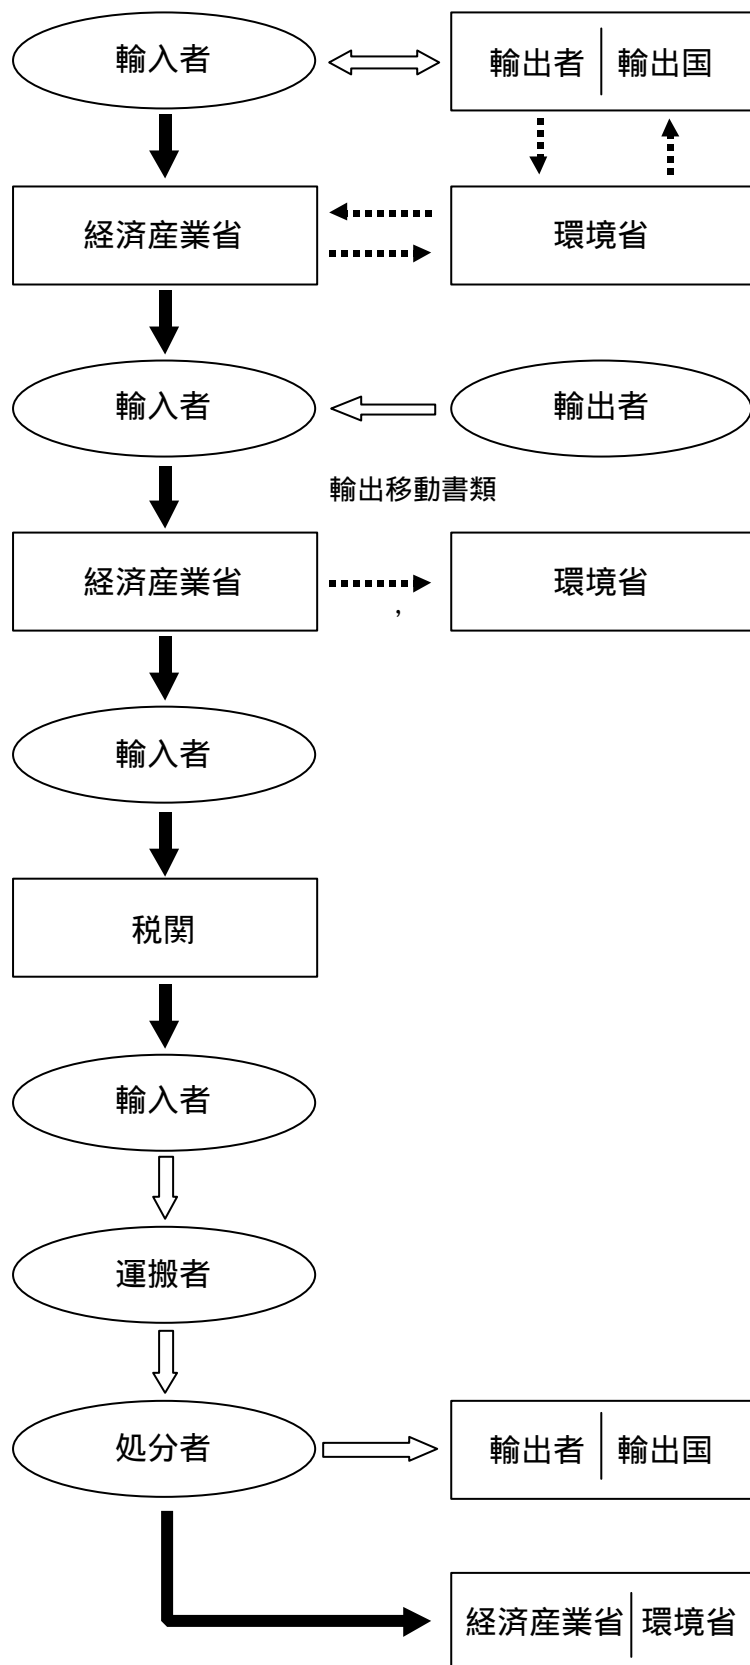 輸入者
輸出者 輸出国
経済産業省
環境省
輸入者
輸出者
輸出移動書類
経済産業省
環境省
,
輸入者
税関
輸入者
運搬者
処分者
輸出者 輸出国
経済産業省 環境省